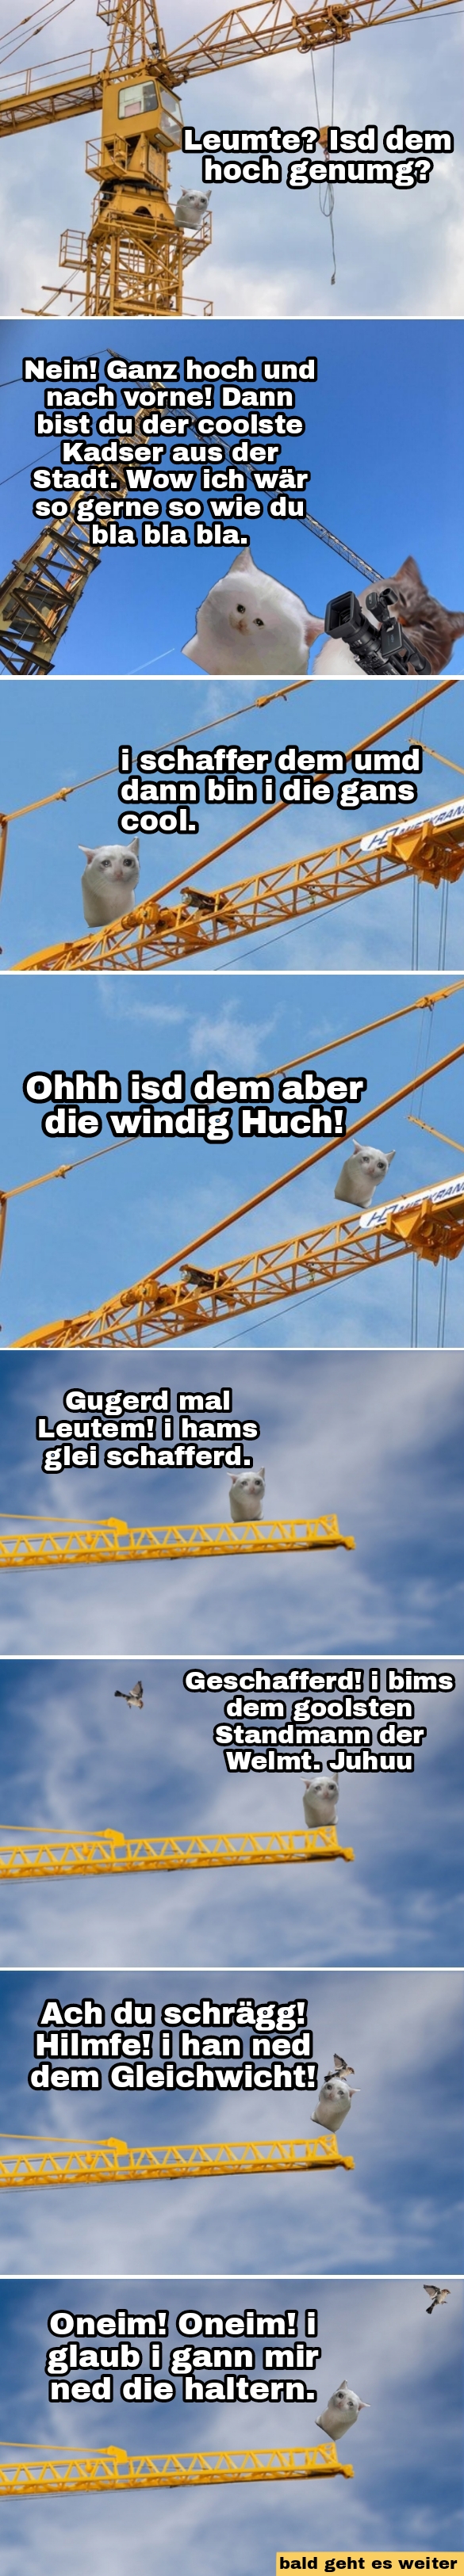 Leumte? Isd dem
hoch genumg?
Nein! Ganz hoch und
nach vorne! Dann
bist du der coolste
Kadser aus der
Stadt. Wow ich wär
so gerne so wie du
bla bla bla.
i schaffer dem umd
dann bin i die gans
cool.
Ohhh isd dem aber
die windig Huch!
Gugerd mal
Leutem! i hams
glei schafferd.
Geschafferd! i bims
dem goolsten
Standmann der
Welmt. Juhuu
Ach du schrägg!
Hilmfe! i han ned
dem Gleichwicht!
Oneim! Oneim! i
glaub i gann mir
ned die haltern.
bald geht es weiter